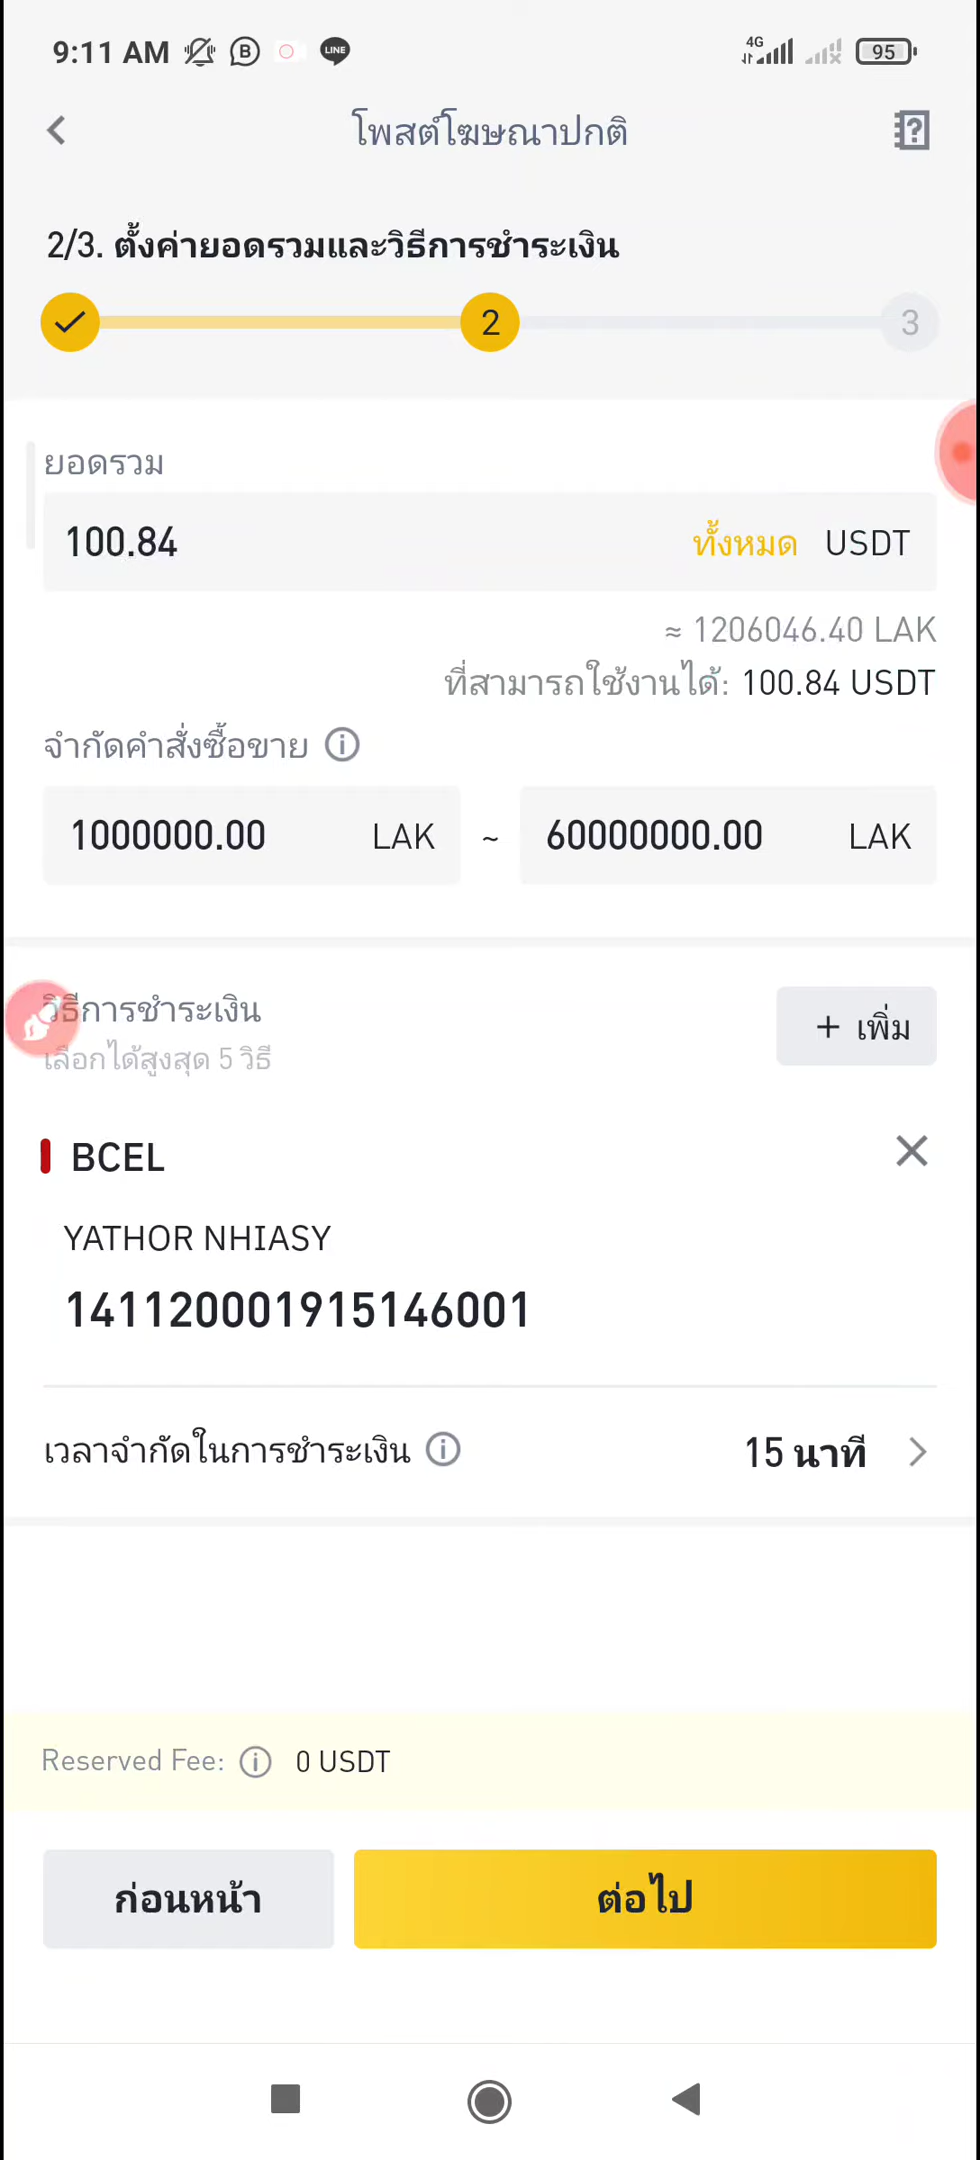 9:11 AM B LINE 4G 95
โพสต์โฆษณาปกติ
2/3. ตั้งค่ายอดรวมและวิธีการชำระเงิน
2 3
ยอดรวม
100.84 ทั้งหมด USDT
≈ 1206046.40 LAK
ที่สามารถใช้งานได้: 100.84 USDT
จำกัดคำสั่งซื้อขาย
1000000.00 LAK ~ 60000000.00 LAK
วิธีการชำระเงิน
+ เพิ่ม
เลือกได้สูงสุด 5 วิธี
BCEL
YATHOR NHIASY
141120001915146001
เวลาจำกัดในการชำระเงิน 15 นาที
Reserved Fee: 0 USDT
ก่อนหน้า ต่อไป